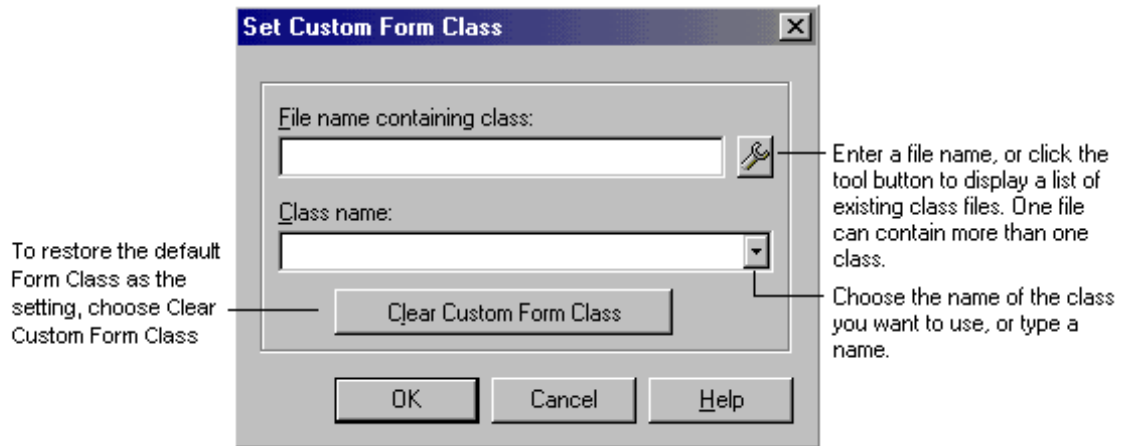 Set Custom Form Class
File name containing class:
Enter a file name, or click the
tool button to display a list of
existing class files. One file
can contain more than one
class.
Class name:
To restore the default
Form Class as the
setting, choose Clear
Custom Form Class
Choose the name of the class
you want to use, or type a
name.
Clear Custom Form Class
OK
Cancel
Help